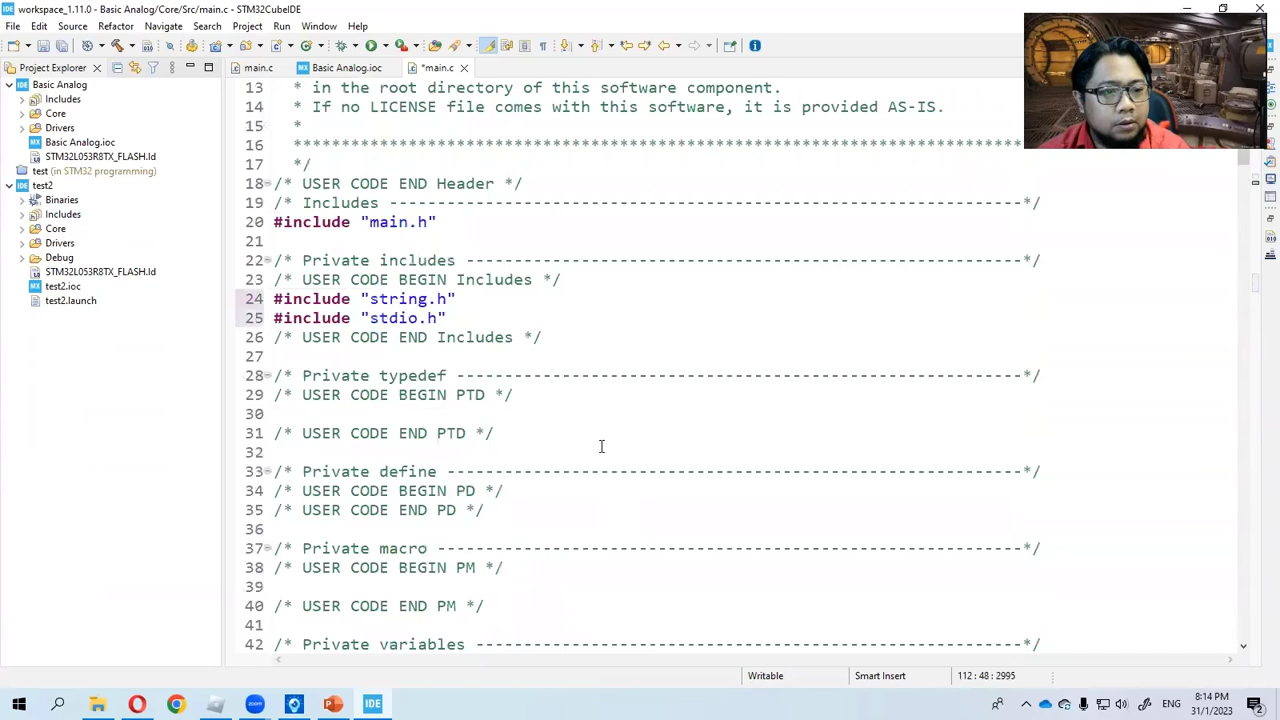 workspace_1.11.0 - Basic Analog/Core/Src/main.c - STM32CubeIDE
File Edit Source Refactor Navigate Search Project Run Window Help
Project Explorer
main.c
Basic Analog.ioc
*main.c
Basic Analog
Includes
Core
Drivers
Basic Analog.ioc
STM32L053R8TX_FLASH.ld
test (in STM32 programming)
test2
Binaries
Includes
Core
Drivers
Debug
STM32L053R8TX_FLASH.ld
test2.ioc
test2.launch
13 * in the root directory of this software component.
14 * If no LICENSE file comes with this software, it is provided AS-IS.
15 *
16 ******************************************************************************
17 */
18 /* USER CODE END Header */
19 /* Includes ------------------------------------------------------------------*/
20 #include "main.h"
21
22 /* Private includes ----------------------------------------------------------*/
23 /* USER CODE BEGIN Includes */
24 #include "string.h"
25 #include "stdio.h"
26 /* USER CODE END Includes */
27
28 /* Private typedef -----------------------------------------------------------*/
29 /* USER CODE BEGIN PTD */
30
31 /* USER CODE END PTD */
32
33 /* Private define ------------------------------------------------------------*/
34 /* USER CODE BEGIN PD */
35 /* USER CODE END PD */
36
37 /* Private macro -------------------------------------------------------------*/
38 /* USER CODE BEGIN PM */
39
40 /* USER CODE END PM */
41
42 /* Private variables ---------------------------------------------------------*/
Writable
Smart Insert
112 : 48 : 2995
IDE
ENG
8:14 PM
31/1/2023